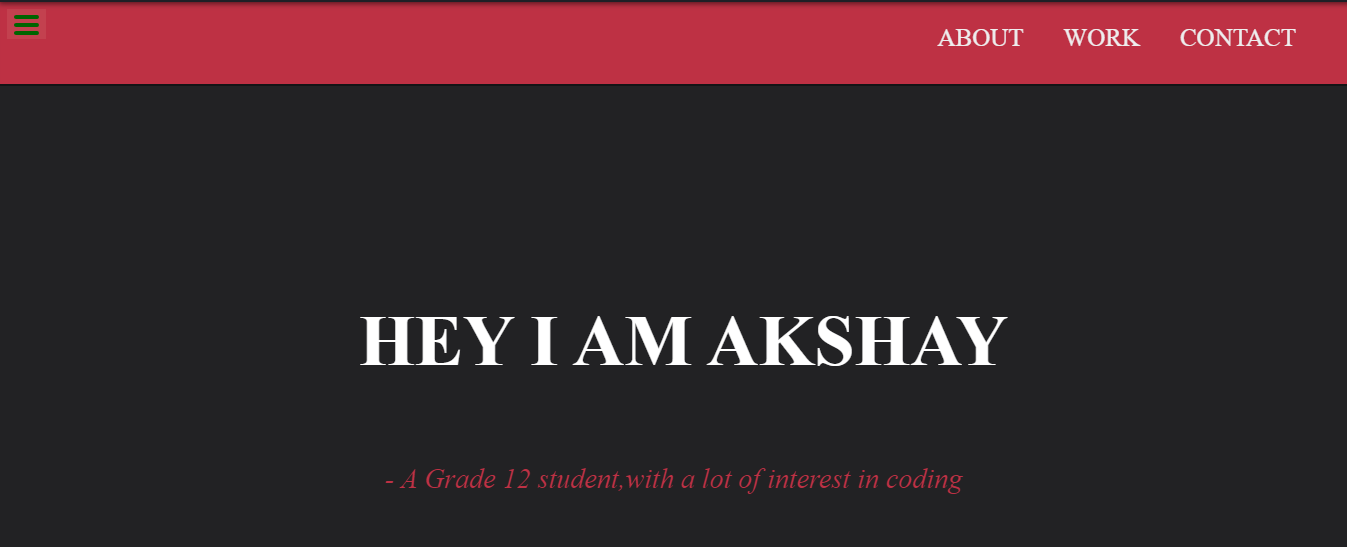 ABOUT WORK CONTACT
HEY I AM AKSHAY
- A Grade 12 student,with a lot of interest in coding